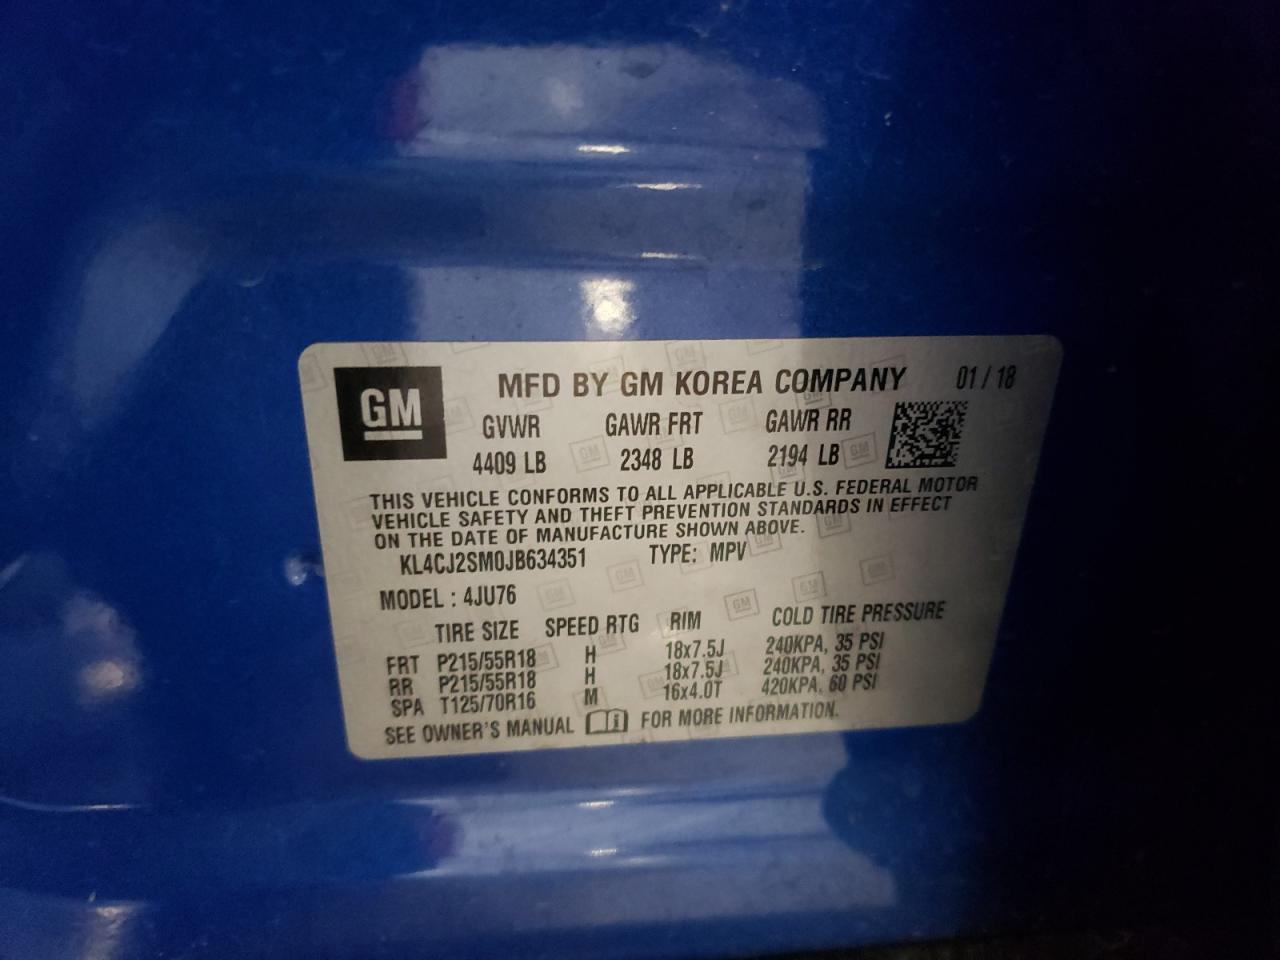 GM MFD BY GM KOREA COMPANY 01/18
GVWR GAWR FRT GAWR RR
4409 LB 2348 LB 2194 LB
THIS VEHICLE CONFORMS TO ALL APPLICABLE U.S. FEDERAL MOTOR
VEHICLE SAFETY AND THEFT PREVENTION STANDARDS IN EFFECT
ON THE DATE OF MANUFACTURE SHOWN ABOVE.
KL4CJ2SM0JB634351 TYPE: MPV
MODEL : 4JU76
TIRE SIZE SPEED RTG RIM COLD TIRE PRESSURE
FRT P215/55R18 H 18x7.5J 240KPA, 35 PSI
RR P215/55R18 H 18x7.5J 240KPA, 35 PSI
SPA T125/70R16 M 16x4.0T 420KPA, 60 PSI
SEE OWNER'S MANUAL i FOR MORE INFORMATION.